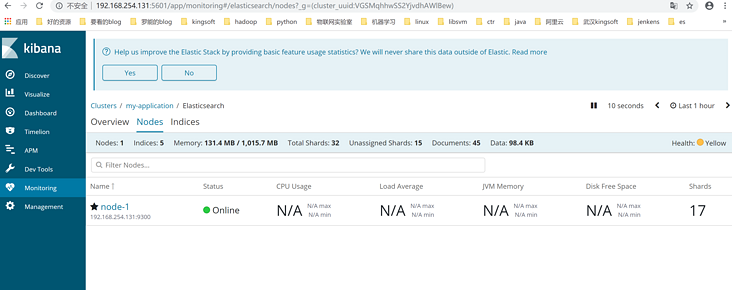 不安全 | 192.168.254.131:5601/app/monitoring#/elasticsearch/nodes?_g=(cluster_uuid:VGSMqhhwSS2YjvdhAWlBew)
应用 好的资源 要看的blog 罗能的blog kingsoft hadoop python 物联网实验室 机器学习 linux libsvm ctr java 阿里云 武汉kingsoft jenkens es »
kibana
Discover
Visualize
Dashboard
Timelion
APM
Dev Tools
Monitoring
Management
Help us improve the Elastic Stack by providing basic feature usage statistics? We will never share this data outside of Elastic. Read more
Yes No
Clusters / my-application / Elasticsearch 10 seconds Last 1 hour
Overview Nodes Indices
Nodes: 1 Indices: 5 Memory: 131.4 MB / 1,015.7 MB Total Shards: 32 Unassigned Shards: 15 Documents: 45 Data: 98.4 KB Health: Yellow
Filter Nodes...
Name Status CPU Usage Load Average JVM Memory Disk Free Space Shards
node-1 Online N/A N/A max N/A N/A max N/A N/A max N/A N/A max 17
192.168.254.131:9300 N/A min N/A min N/A min N/A min